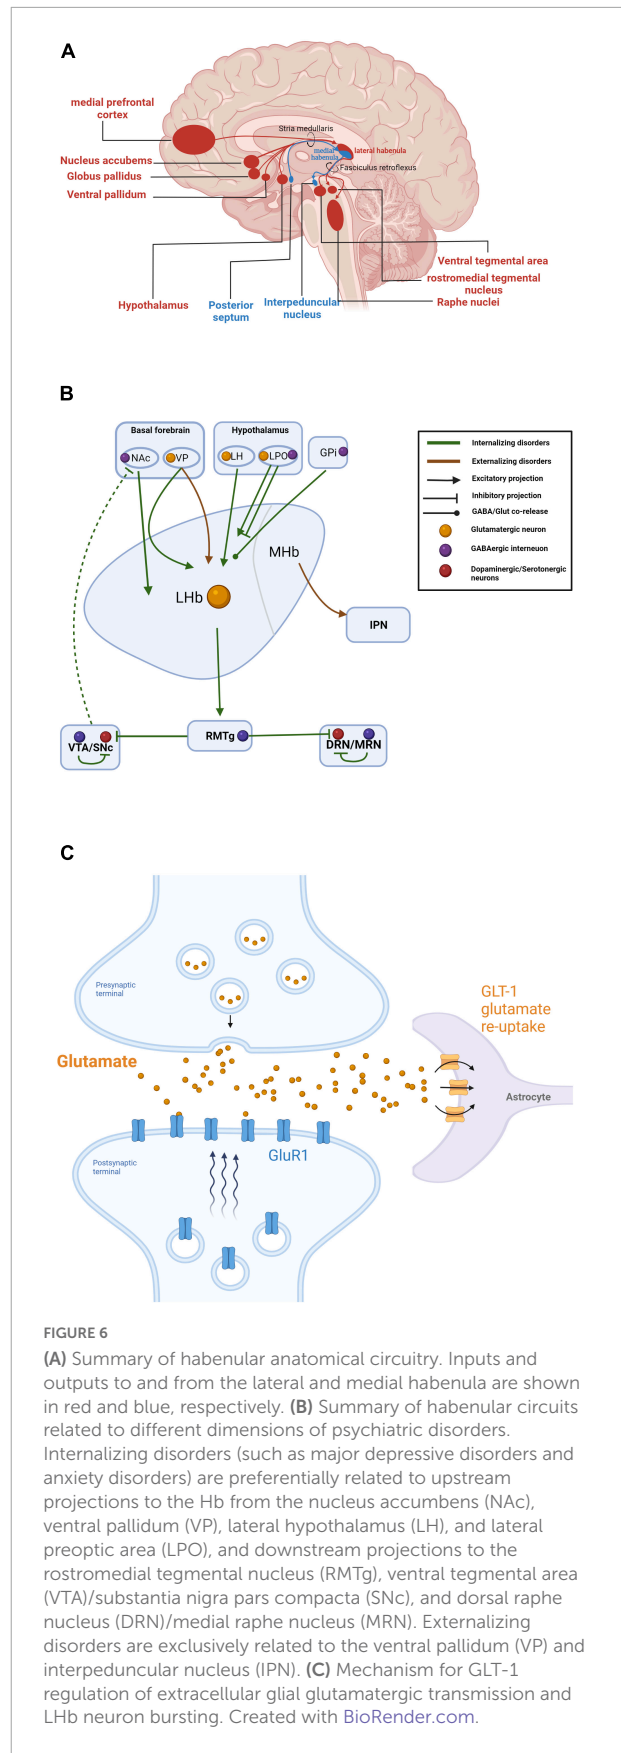 A
medial prefrontal
cortex
Stria medullaris
medial
habenula
lateral habenula
Nucleus accubems
Fasciculus retroflexus
Globus pallidus
Ventral pallidum
Ventral tegmental area
rostromedial tegmental
nucleus
Hypothalamus
Posterior
septum
Interpeduncular
nucleus
Raphe nuclei
B
Basal forebrain
Hypothalamus
NAc
VP
LH
LPO
GPi
Internalizing disorders
Externalizing disorders
Excitatory projection
Inhibitory projection
GABA/Glut co-release
Glutamatergic neuron
GABAergic interneuon
Dopaminergic/Serotonergic
neurons
MHb
LHb
IPN
RMTg
VTA/SNc
DRN/MRN
C
Presynaptic
terminal
GLT-1
glutamate
re-uptake
Glutamate
Astrocyte
GluR1
Postsynaptic
terminal
FIGURE 6
(A) Summary of habenular anatomical circuitry. Inputs and
outputs to and from the lateral and medial habenula are shown
in red and blue, respectively. (B) Summary of habenular circuits
related to different dimensions of psychiatric disorders.
Internalizing disorders (such as major depressive disorders and
anxiety disorders) are preferentially related to upstream
projections to the Hb from the nucleus accumbens (NAc),
ventral pallidum (VP), lateral hypothalamus (LH), and lateral
preoptic area (LPO), and downstream projections to the
rostromedial tegmental nucleus (RMTg), ventral tegmental area
(VTA)/substantia nigra pars compacta (SNc), and dorsal raphe
nucleus (DRN)/medial raphe nucleus (MRN). Externalizing
disorders are exclusively related to the ventral pallidum (VP) and
interpeduncular nucleus (IPN). (C) Mechanism for GLT-1
regulation of extracellular glial glutamatergic transmission and
LHb neuron bursting. Created with BioRender.com.